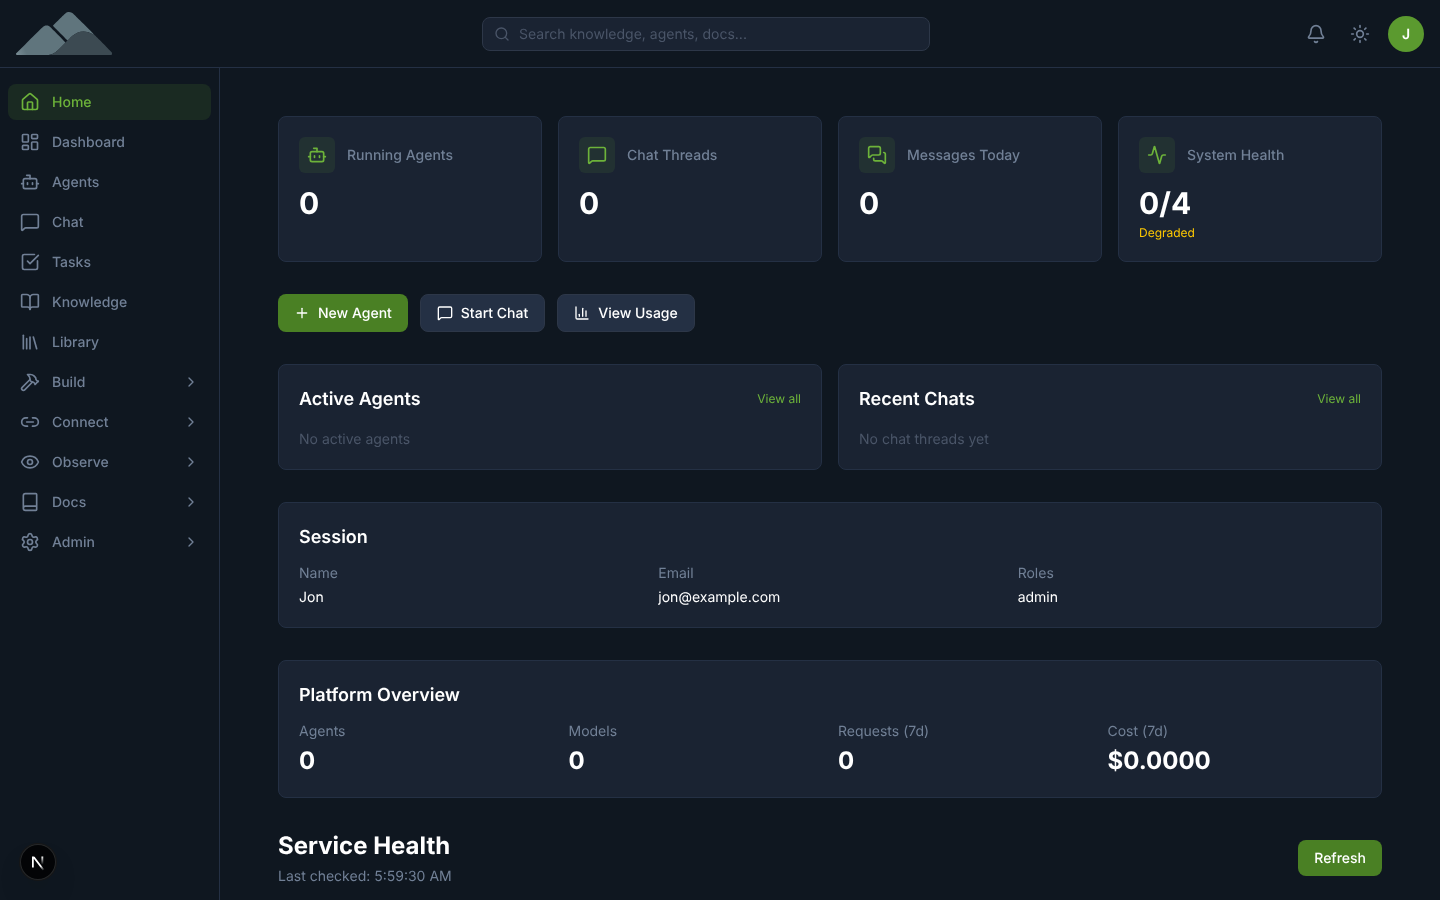 Search knowledge, agents, docs...
J
Home
Dashboard
Agents
Chat
Tasks
Knowledge
Library
Build
Connect
Observe
Docs
Admin
N
Running Agents
0
Chat Threads
0
Messages Today
0
System Health
0/4
Degraded
New Agent
Start Chat
View Usage
Active Agents
View all
No active agents
Recent Chats
View all
No chat threads yet
Session
Name
Jon
Email
jon@example.com
Roles
admin
Platform Overview
Agents
0
Models
0
Requests (7d)
0
Cost (7d)
$0.0000
Service Health
Last checked: 5:59:30 AM
Refresh